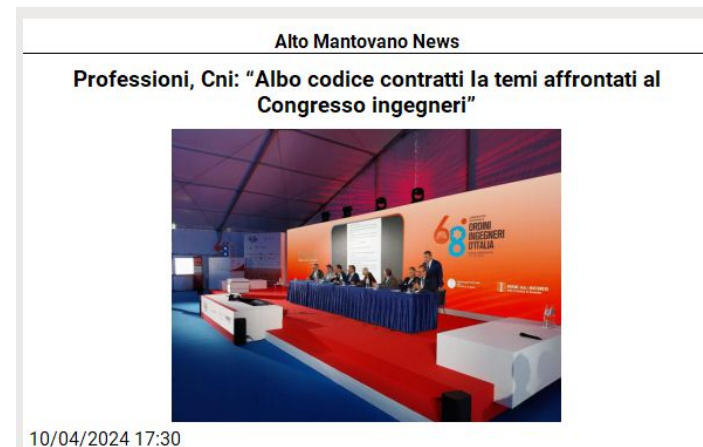 Alto Mantovano News
Professioni, Cni: “Albo codice contratti Ia temi affrontati al
Congresso ingegneri”
68°
ORDINI
INGEGNERI
D'ITALIA
10/04/2024 17:30